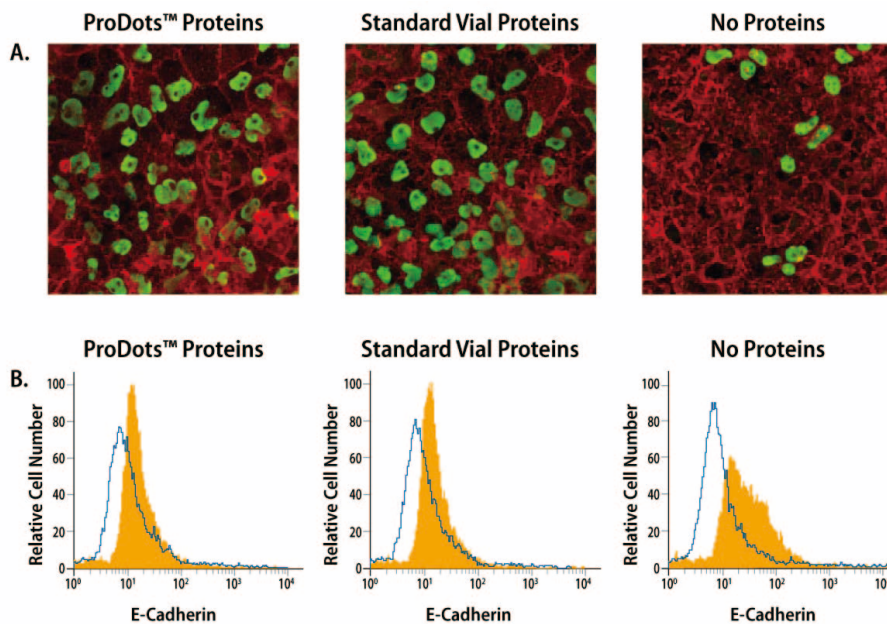 ProDots™ Proteins Standard Vial Proteins No Proteins
A.
ProDots™ Proteins Standard Vial Proteins No Proteins
B.
Relative Cell Number Relative Cell Number Relative Cell Number
100 100 100
80 80 80
60 60 60
40 40 40
20 20 20
0 0 0
10⁰ 10¹ 10² 10³ 10⁴ 10⁰ 10¹ 10² 10³ 10⁴ 10⁰ 10¹ 10² 10³
E-Cadherin E-Cadherin E-Cadherin